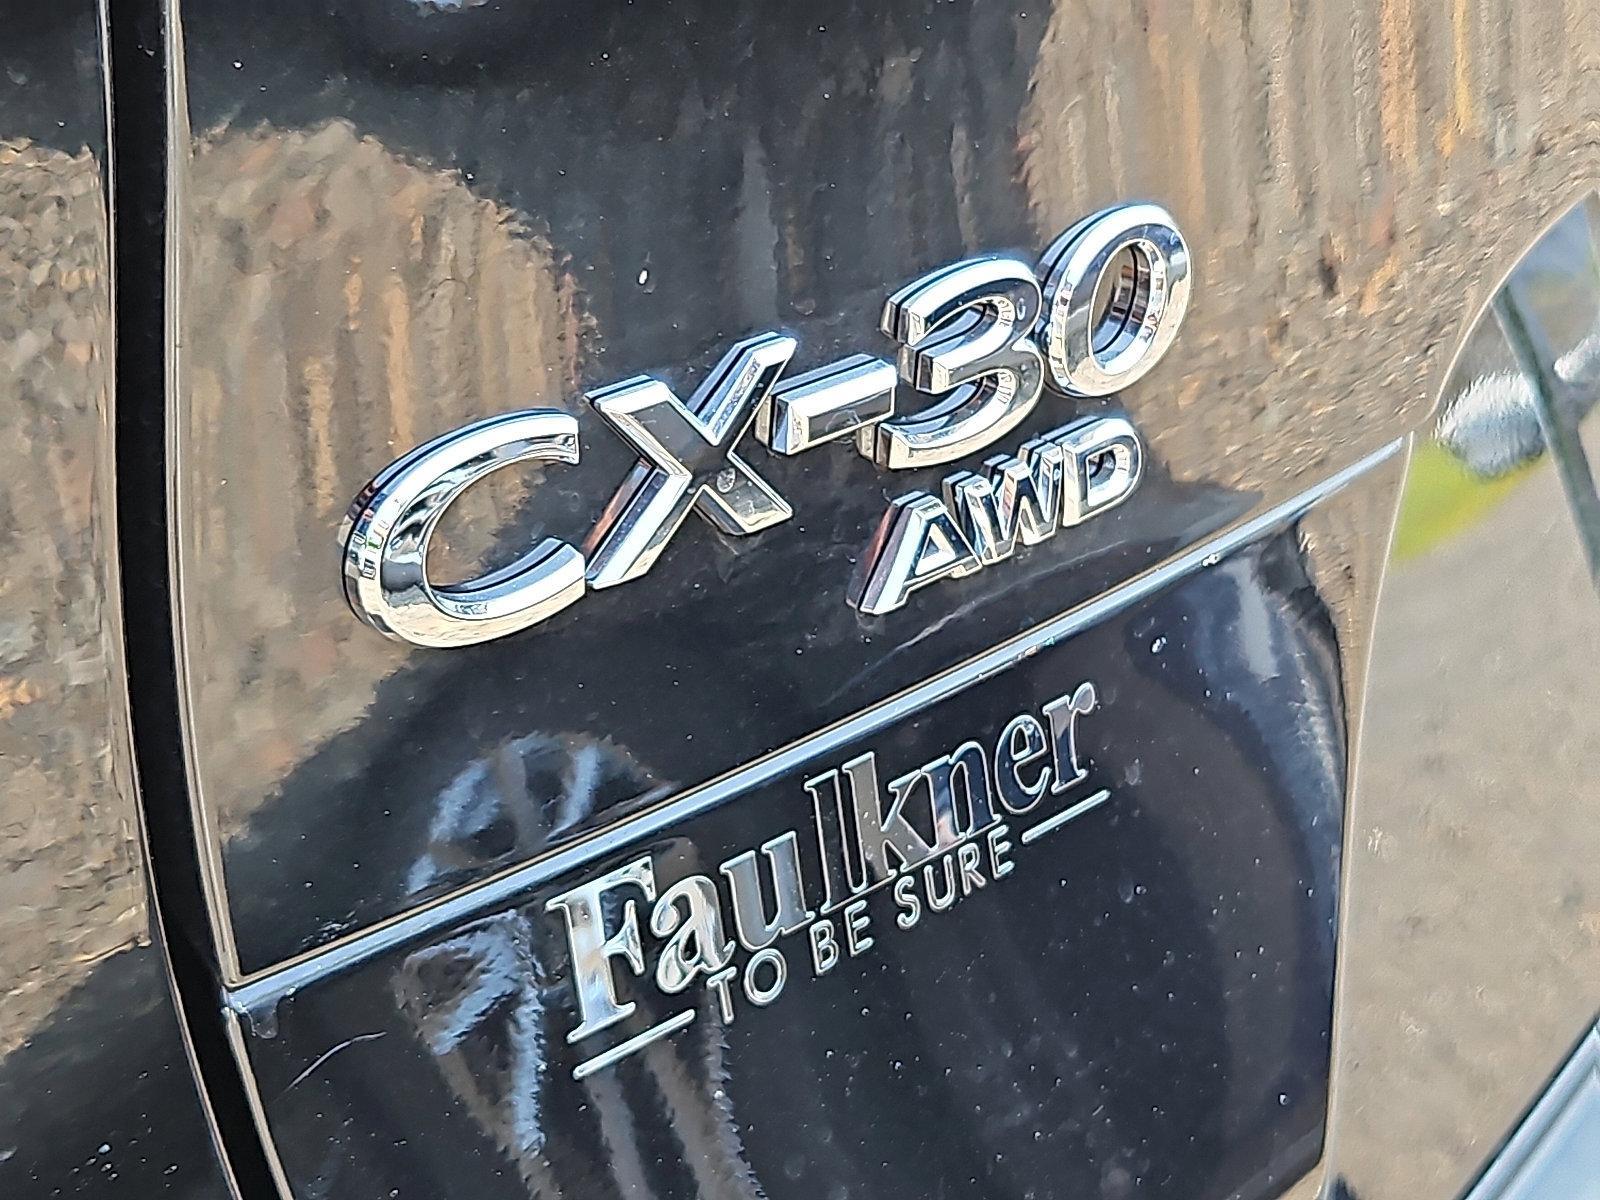 CX-30
AWD
Faulkner
TO BE SURE